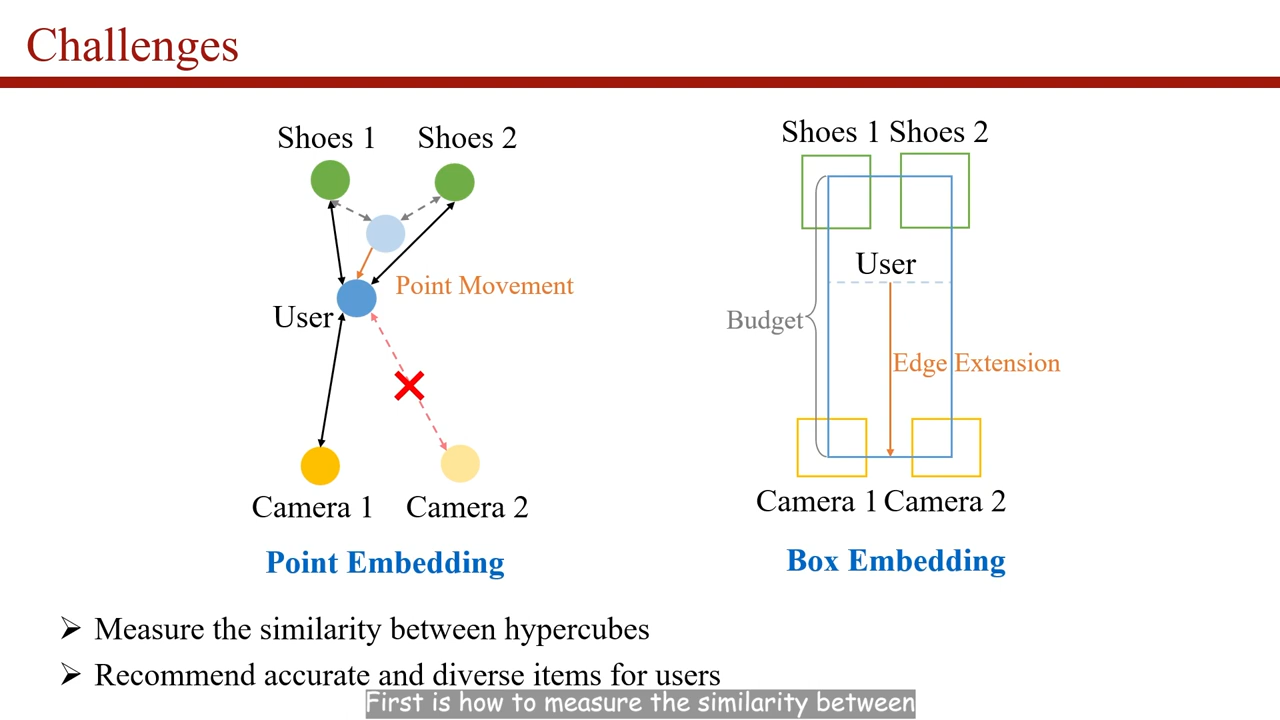 Challenges
Shoes 1 Shoes 2
Point Movement
User
Camera 1 Camera 2
Point Embedding
Shoes 1 Shoes 2
User
Budget
Edge Extension
Camera 1 Camera 2
Box Embedding
Measure the similarity between hypercubes
Recommend accurate and diverse items for users
First is how to measure the similarity between